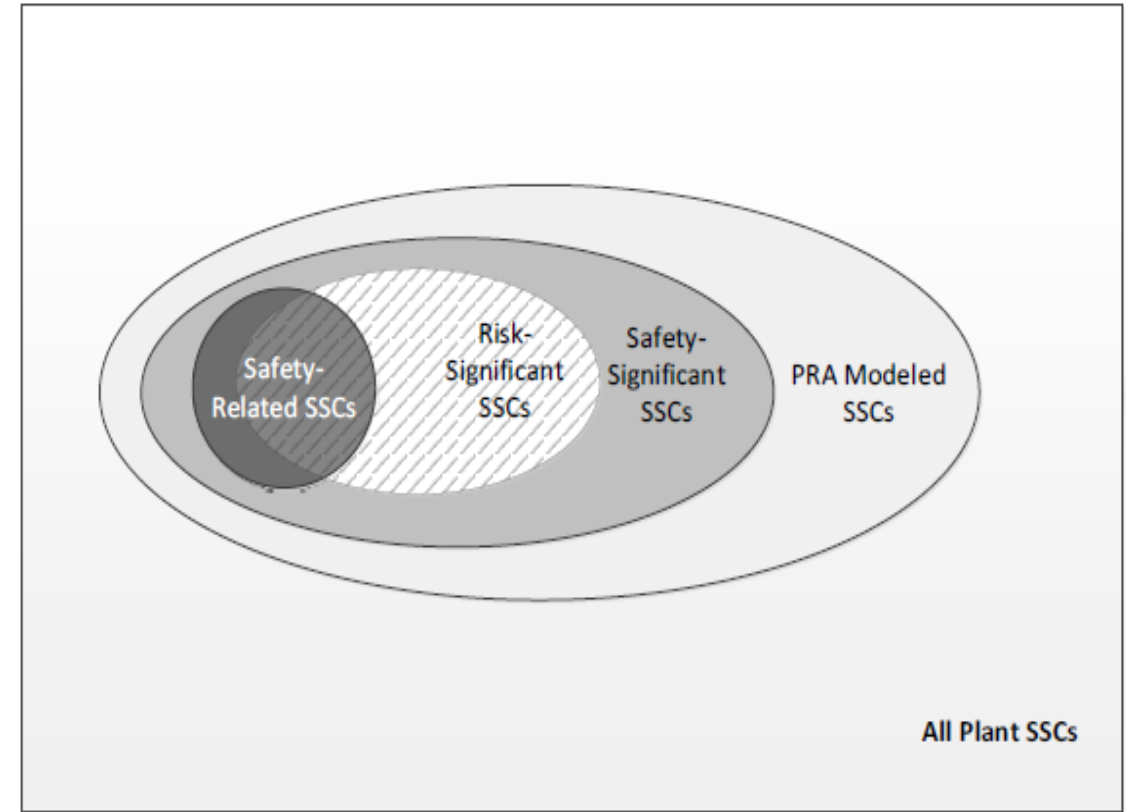 Safety-
Related SSCs
Risk-
Significant
SSCs
Safety-
Significant
SSCs
PRA Modeled
SSCs
All Plant SSCs